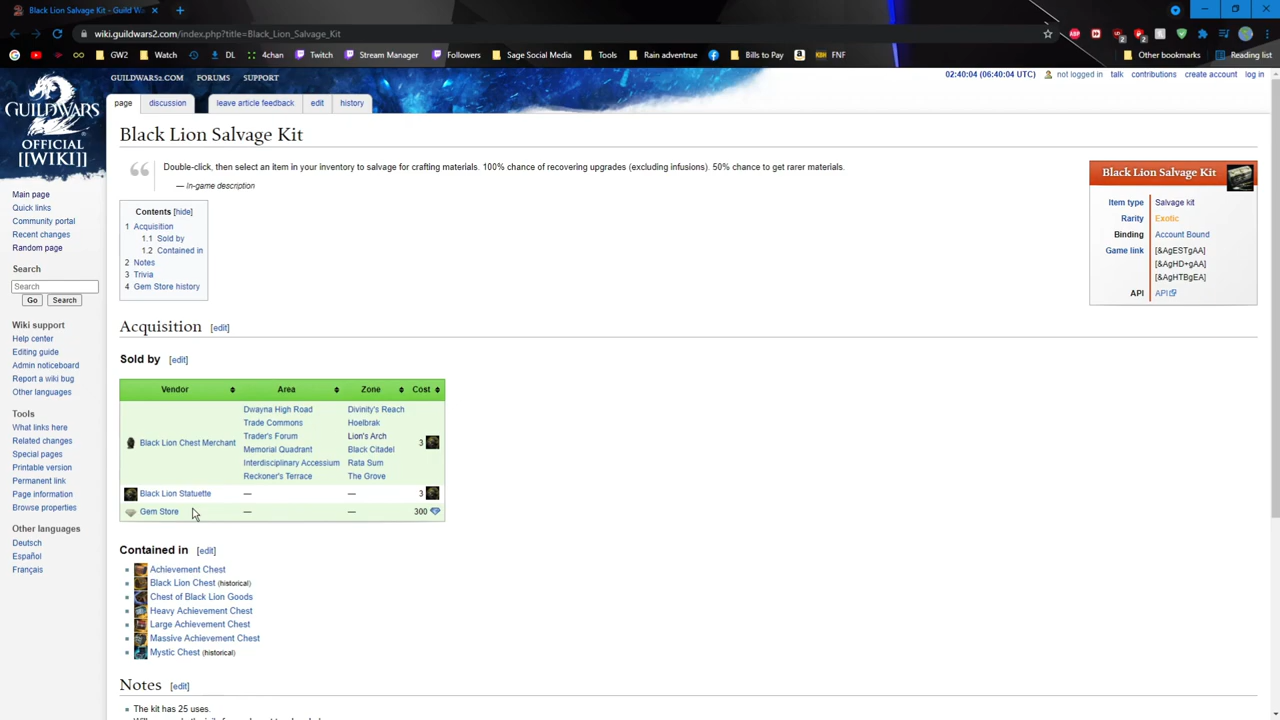 Black Lion Salvage Kit - Guild Wa
wiki.guildwars2.com/index.php?title=Black_Lion_Salvage_Kit
GW2 Watch DL 4chan Twitch Stream Manager Followers Sage Social Media Tools Rain adventrue Bills to Pay FNF Other bookmarks Reading list
GUILDWARS2.COM FORUMS SUPPORT
02:40:04 (06:40:04 UTC) not logged in talk contributions create account log in
page discussion leave article feedback edit history
GUILDWARS
2
OFFICIAL
[[WIKI]]
Main page
Quick links
Community portal
Recent changes
Random page
Search
Search
Go Search
Wiki support
Help center
Editing guide
Admin noticeboard
Report a wiki bug
Other languages
Tools
What links here
Related changes
Special pages
Printable version
Permanent link
Page information
Browse properties
Other languages
Deutsch
Español
Français
Black Lion Salvage Kit
Double-click, then select an item in your inventory to salvage for crafting materials. 100% chance of recovering upgrades (excluding infusions). 50% chance to get rarer materials.
— In-game description
Contents [hide]
1 Acquisition
1.1 Sold by
1.2 Contained in
2 Notes
3 Trivia
4 Gem Store history
Black Lion Salvage Kit
Item type Salvage kit
Rarity Exotic
Binding Account Bound
Game link [&AgESTgAA]
[&AgHD+gAA]
[&AgHTBgEA]
API API
Acquisition [edit]
Sold by [edit]
Vendor Area Zone Cost
Black Lion Chest Merchant 3
Dwayna High Road Divinity's Reach
Trade Commons Hoelbrak
Trader's Forum Lion's Arch
Memorial Quadrant Black Citadel
Interdisciplinary Accessium Rata Sum
Reckoner's Terrace The Grove
Black Lion Statuette — — 3
Gem Store — — 300
Contained in [edit]
Achievement Chest
Black Lion Chest (historical)
Chest of Black Lion Goods
Heavy Achievement Chest
Large Achievement Chest
Massive Achievement Chest
Mystic Chest (historical)
Notes [edit]
The kit has 25 uses.